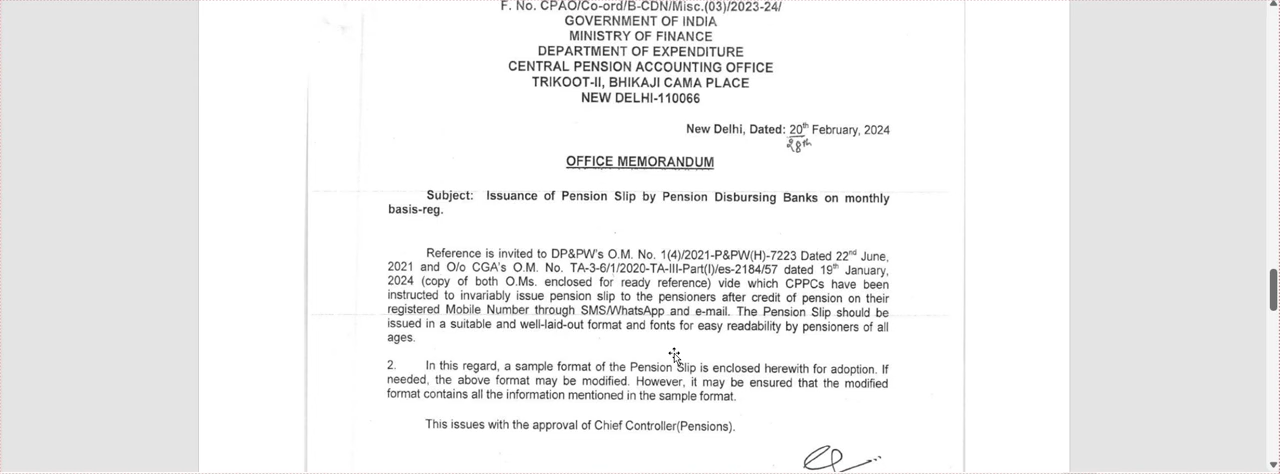 F. No. CPAO/Co-ord/B-CDN/Misc.(03)/2023-24/
GOVERNMENT OF INDIA
MINISTRY OF FINANCE
DEPARTMENT OF EXPENDITURE
CENTRAL PENSION ACCOUNTING OFFICE
TRIKOOT-II, BHIKAJI CAMA PLACE
NEW DELHI-110066
New Delhi, Dated: 20th February, 2024
28th
OFFICE MEMORANDUM
Subject: Issuance of Pension Slip by Pension Disbursing Banks on monthly
basis-reg.
Reference is invited to DP&PW's O.M. No. 1(4)/2021-P&PW(H)-7223 Dated 22nd June,
2021 and O/o CGA's O.M. No. TA-3-6/1/2020-TA-III-Part(I)/es-2184/57 dated 19th January,
2024 (copy of both O.Ms. enclosed for ready reference) vide which CPPCs have been
instructed to invariably issue pension slip to the pensioners after credit of pension on their
registered Mobile Number through SMS/WhatsApp and e-mail. The Pension Slip should be
issued in a suitable and well-laid-out format and fonts for easy readability by pensioners of all
ages.
2. In this regard, a sample format of the Pension Slip is enclosed herewith for adoption. If
needed, the above format may be modified. However, it may be ensured that the modified
format contains all the information mentioned in the sample format.
This issues with the approval of Chief Controller(Pensions).